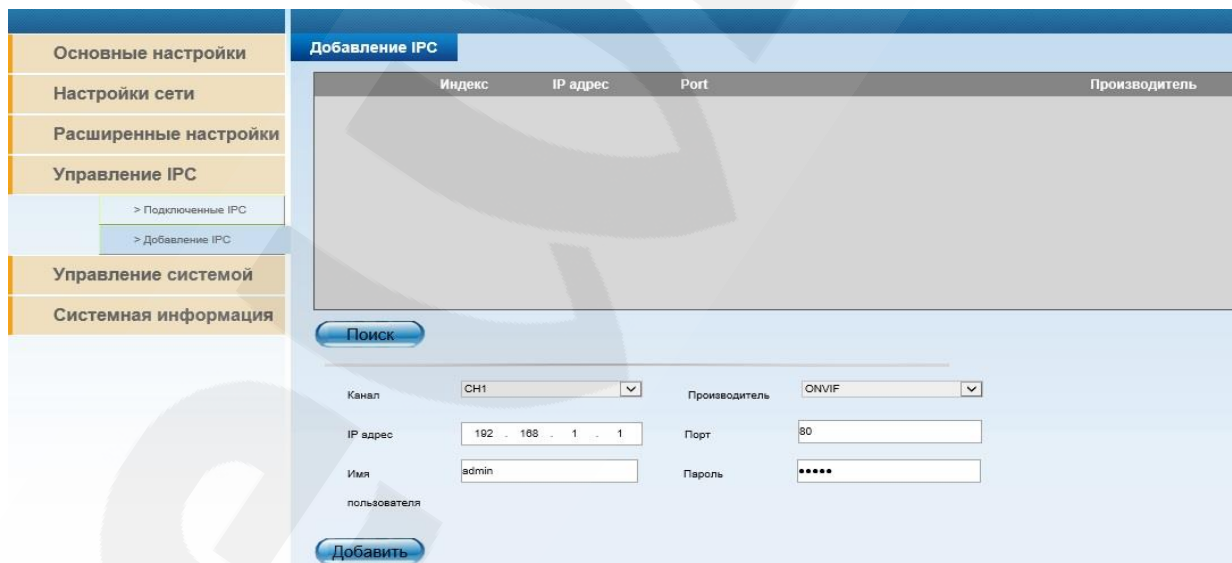 Основные настройки
Настройки сети
Расширенные настройки
Управление IPC
> Подключенные IPC
> Добавление IPC
Управление системой
Системная информация
Добавление IPC
Индекс IP адрес Port Производитель
Поиск
Канал CH1 Производитель ONVIF
IP адрес 192 . 168 . 1 . 1 Порт 80
Имя пользователя admin Пароль •••••
Добавить